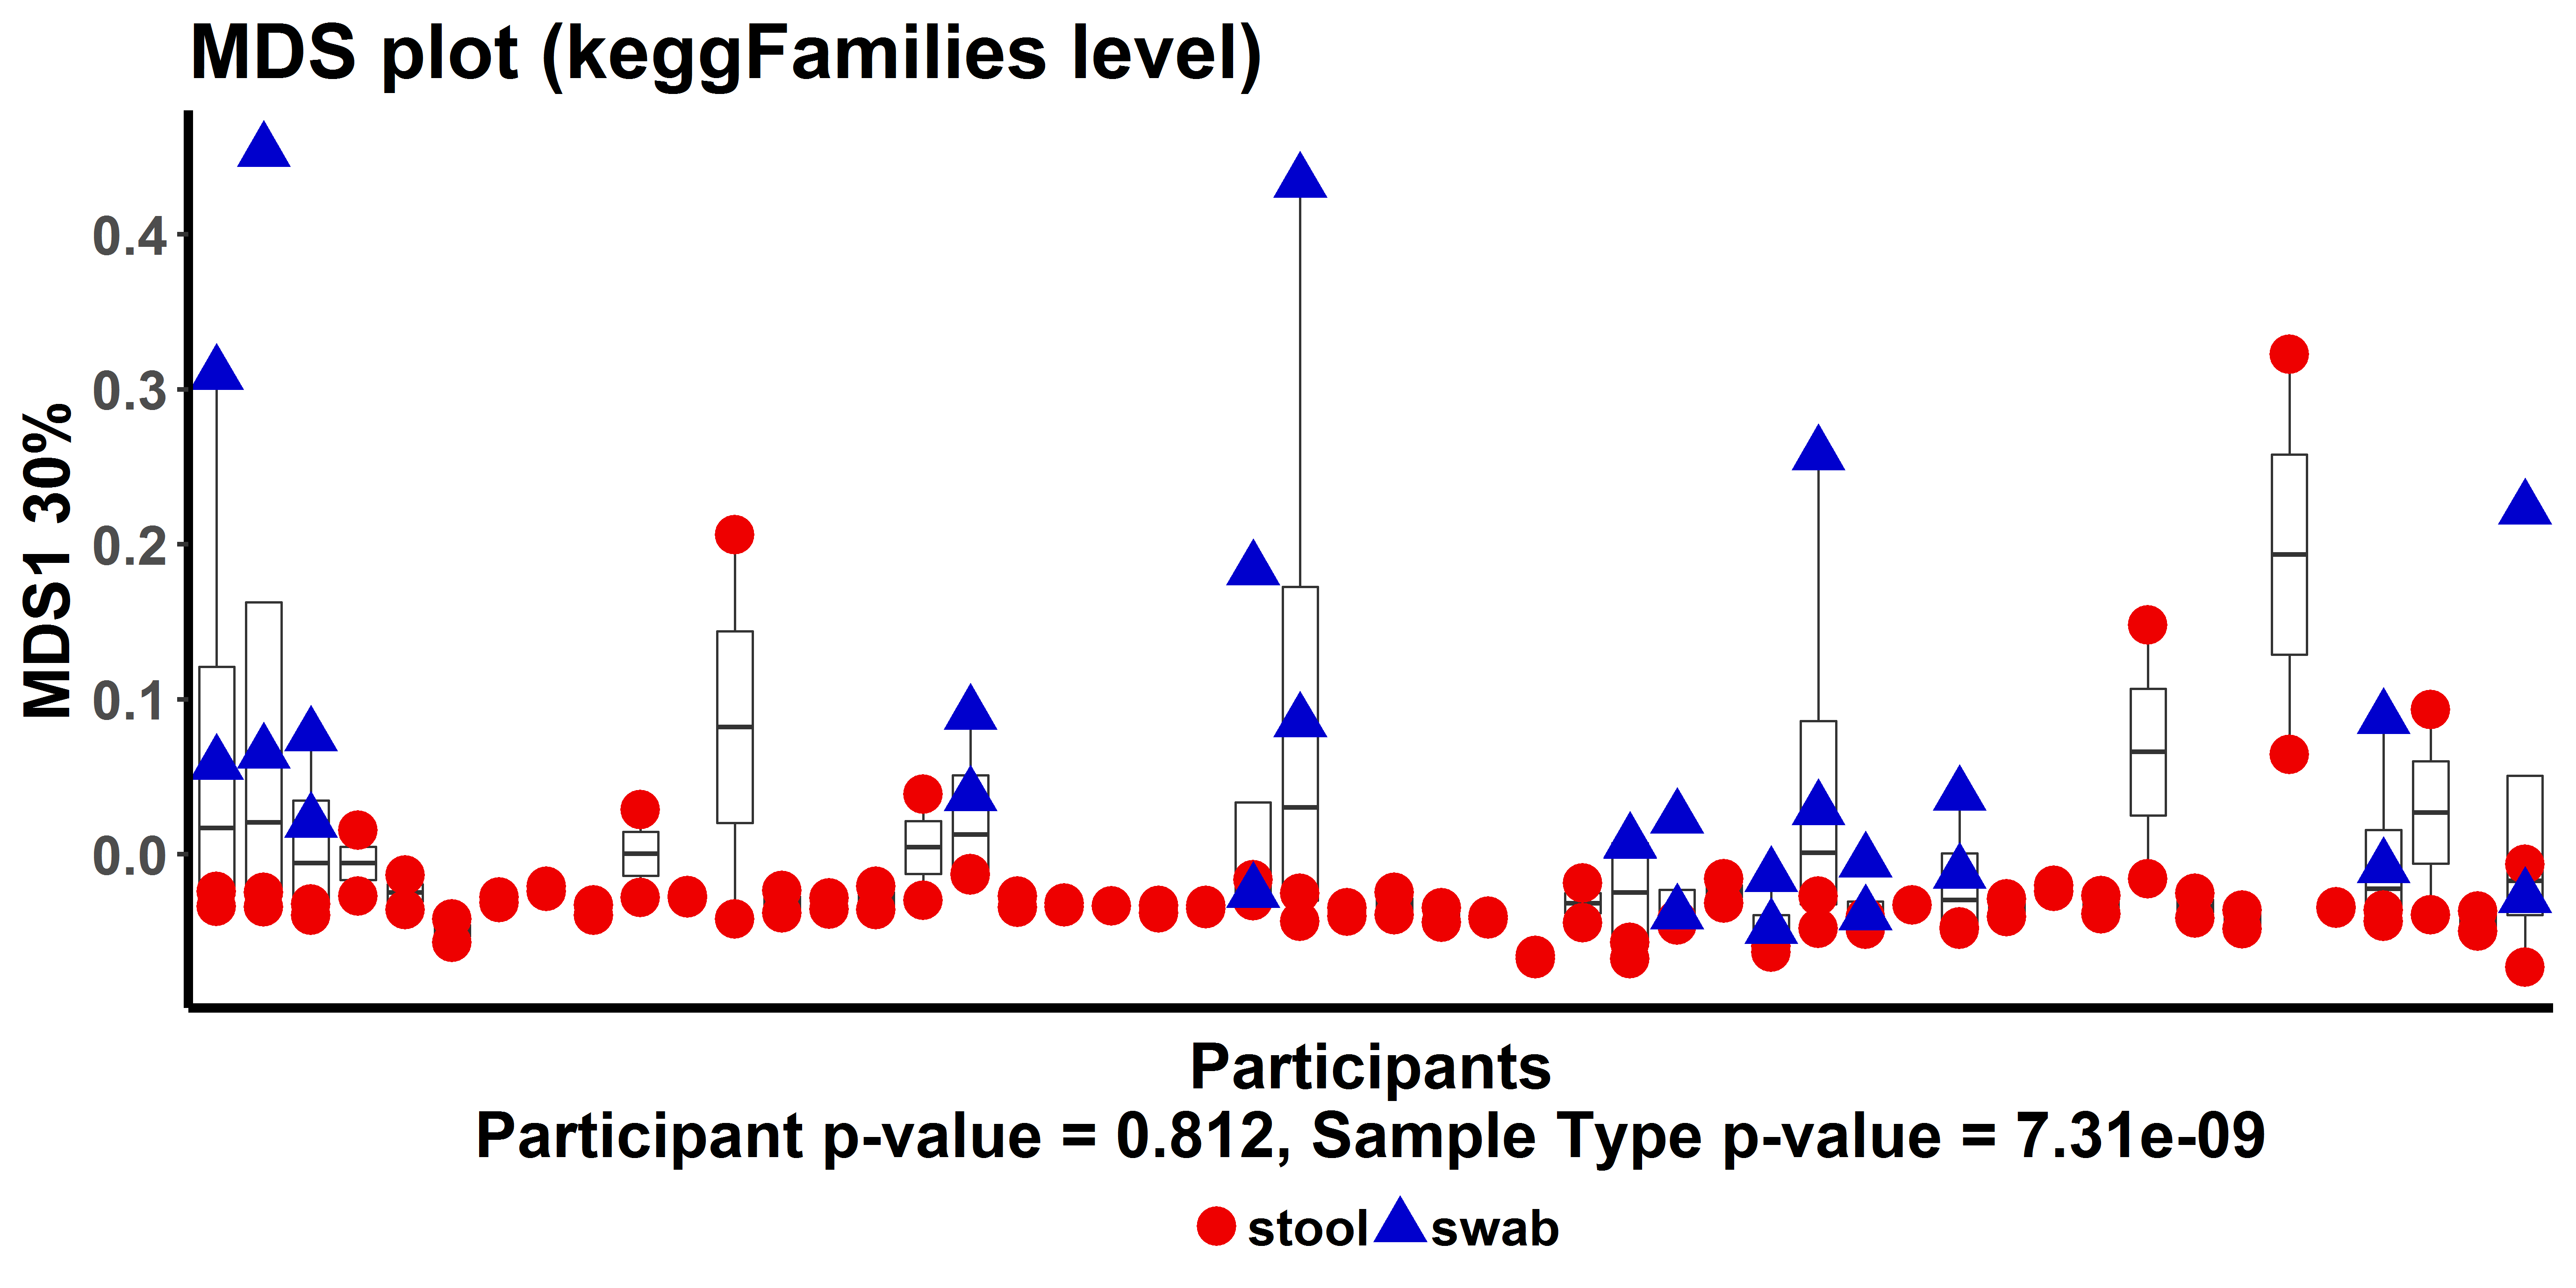 MDS plot (keggFamilies level)
MDS1 30%
0.4
0.3
0.2
0.1
0.0
Participants
Participant p-value = 0.812, Sample Type p-value = 7.31e-09
stool swab